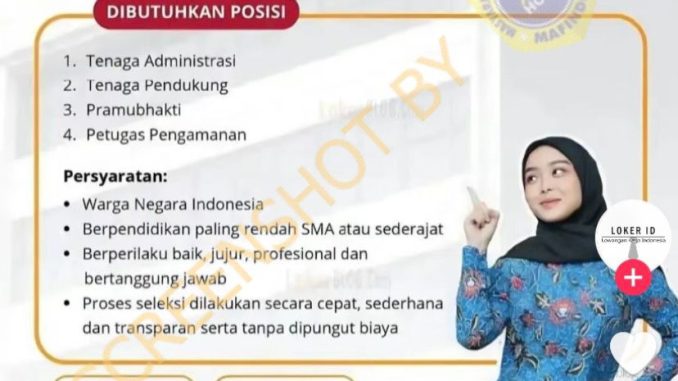 DIBUTUHKAN POSISI
1. Tenaga Administrasi
2. Tenaga Pendukung
3. Pramubhakti
4. Petugas Pengamanan
Persyaratan:
• Warga Negara Indonesia
• Berpendidikan paling rendah SMA atau sederajat
• Berperilaku baik, jujur, profesional dan
bertanggung jawab
• Proses seleksi dilakukan secara cepat, sederhana
dan transparan serta tanpa dipungut biaya
SCREENSHOT BY
MAFINDO
LOKER ID
Lowongan Kerja Indonesia